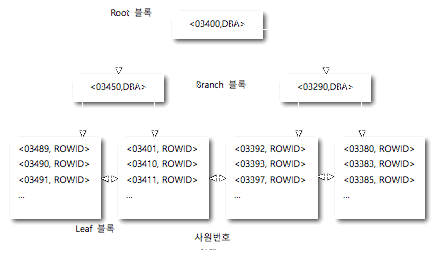 Root 블록
<03400,DBA>
<03450,DBA>
Branch 블록
<03290,DBA>
<03489, ROWID>
<03490, ROWID>
<03491, ROWID>
...
<03401, ROWID>
<03410, ROWID>
<03411, ROWID>
...
<03392, ROWID>
<03393, ROWID>
<03397, ROWID>
...
<03380, ROWID>
<03383, ROWID>
<03385, ROWID>
...
Leaf 블록
사원번호